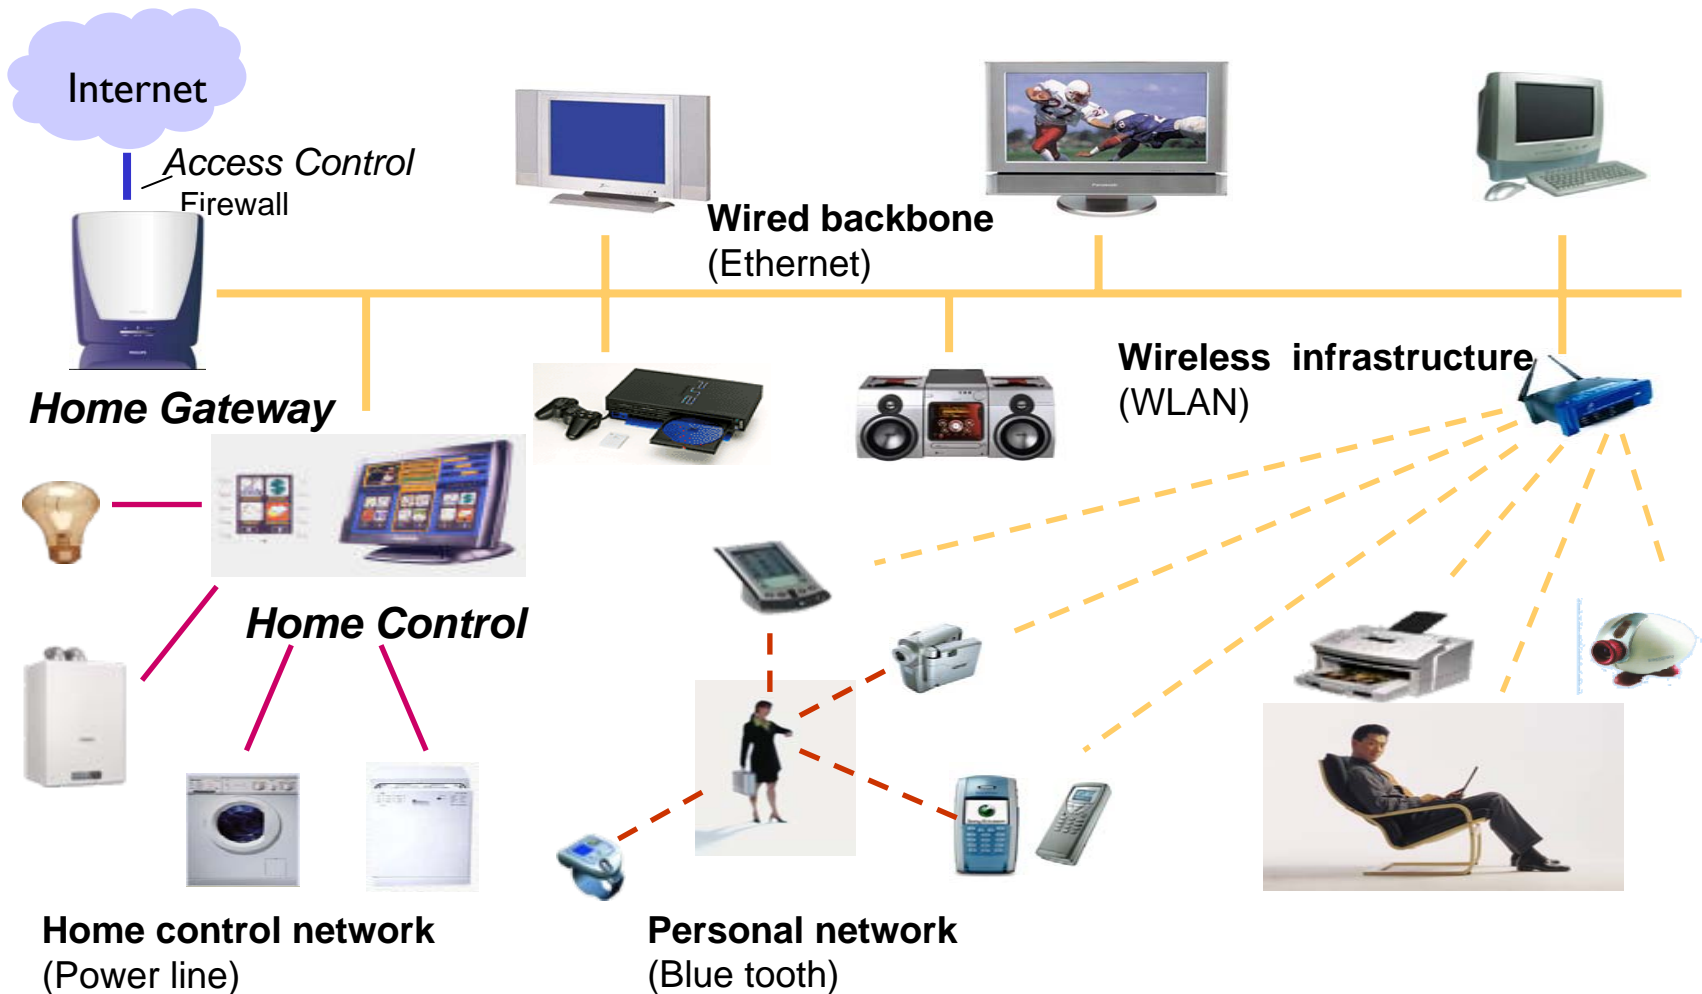 Internet
Access Control
Firewall
Wired backbone
(Ethernet)
Wireless infrastructure
(WLAN)
Home Gateway
Home Control
Home control network
(Power line)
Personal network
(Blue tooth)